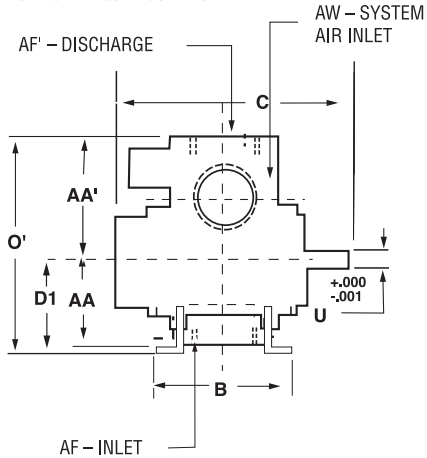 AW – SYSTEM
AIR INLET
AF' – DISCHARGE
C
AA'
O'
D1
AA
+.000
-.001
U
B
AF – INLET